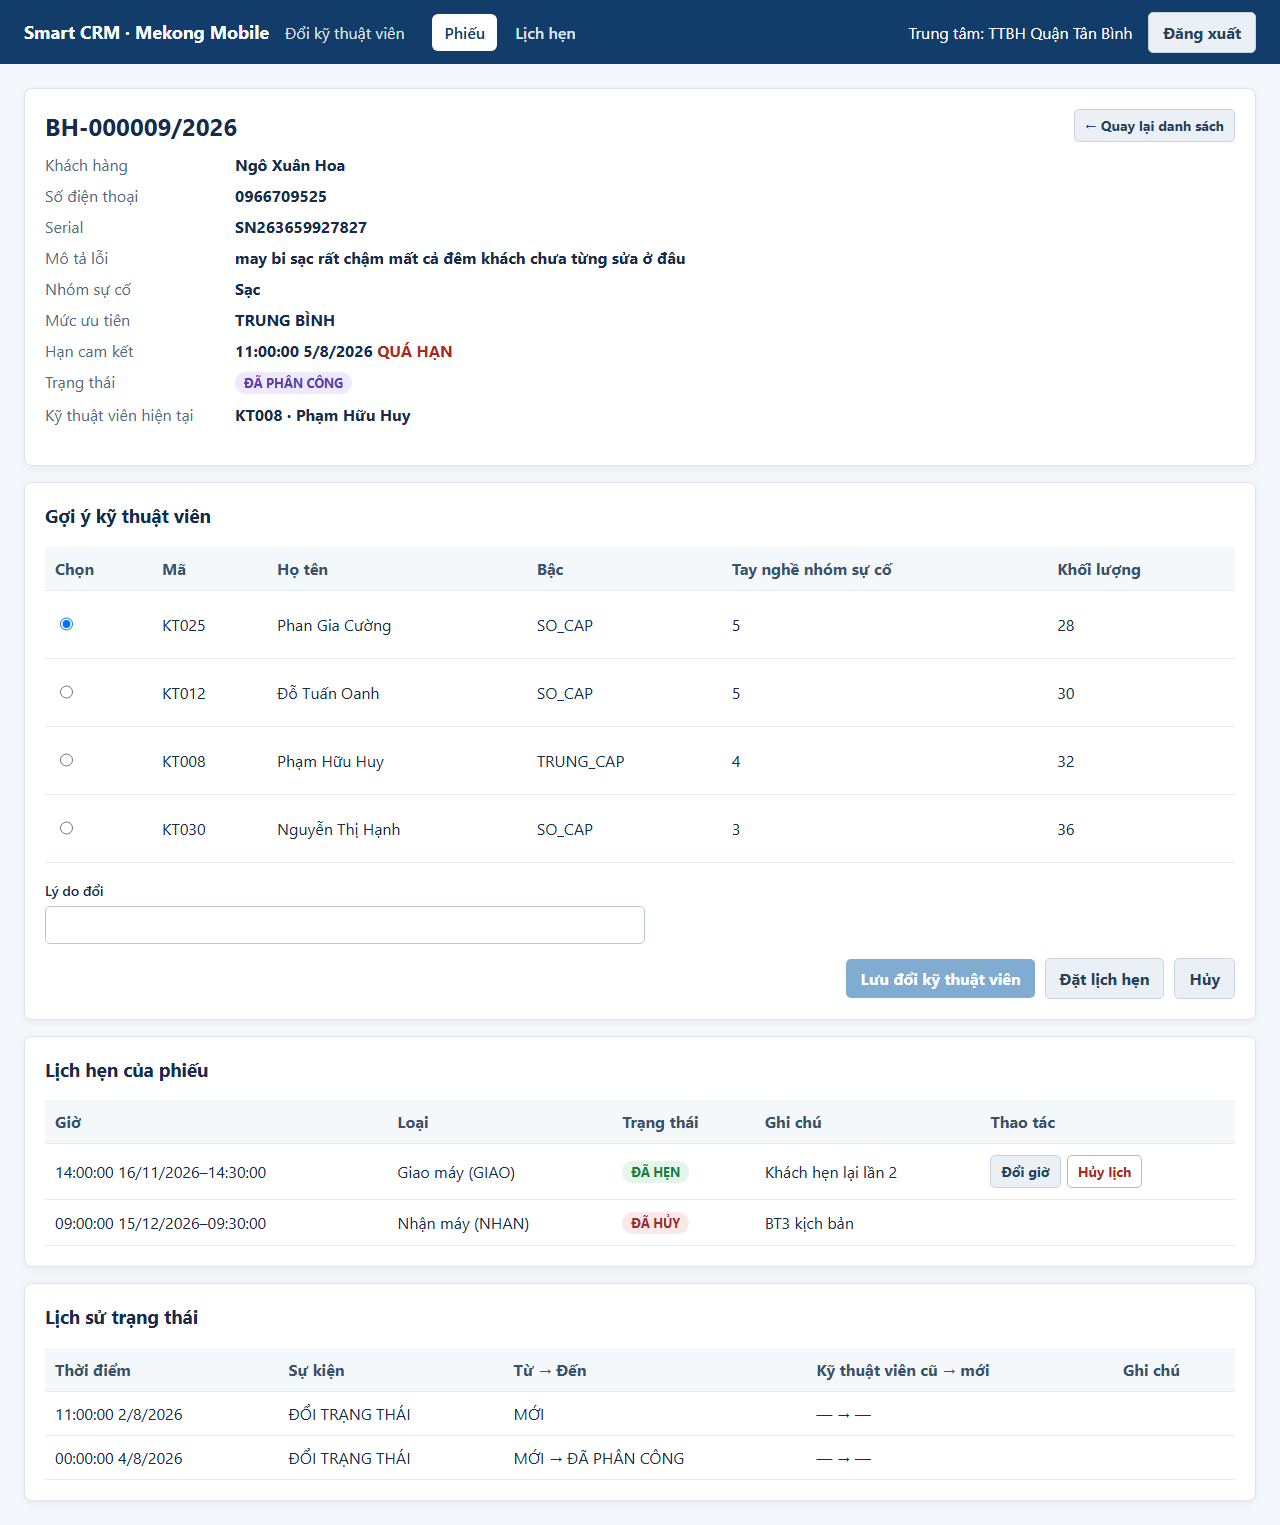 Smart CRM · Mekong Mobile Đổi kỹ thuật viên Phiếu Lịch hẹn Trung tâm: TTBH Quận Tân Bình Đăng xuất
BH-000009/2026 ← Quay lại danh sách
Khách hàng Ngô Xuân Hoa
Số điện thoại 0966709525
Serial SN263659927827
Mô tả lỗi may bi sạc rất chậm mất cả đêm khách chưa từng sửa ở đâu
Nhóm sự cố Sạc
Mức ưu tiên TRUNG BÌNH
Hạn cam kết 11:00:00 5/8/2026 QUÁ HẠN
Trạng thái ĐÃ PHÂN CÔNG
Kỹ thuật viên hiện tại KT008 · Phạm Hữu Huy
Gợi ý kỹ thuật viên
Chọn Mã Họ tên Bậc Tay nghề nhóm sự cố Khối lượng
KT025 Phan Gia Cường SO_CAP 5 28
KT012 Đỗ Tuấn Oanh SO_CAP 5 30
KT008 Phạm Hữu Huy TRUNG_CAP 4 32
KT030 Nguyễn Thị Hạnh SO_CAP 3 36
Lý do đổi
Lưu đổi kỹ thuật viên Đặt lịch hẹn Hủy
Lịch hẹn của phiếu
Giờ Loại Trạng thái Ghi chú Thao tác
14:00:00 16/11/2026–14:30:00 Giao máy (GIAO) ĐÃ HẸN Khách hẹn lại lần 2 Đổi giờ Hủy lịch
09:00:00 15/12/2026–09:30:00 Nhận máy (NHAN) ĐÃ HỦY BT3 kịch bản
Lịch sử trạng thái
Thời điểm Sự kiện Từ → Đến Kỹ thuật viên cũ → mới Ghi chú
11:00:00 2/8/2026 ĐỔI TRẠNG THÁI MỚI — → —
00:00:00 4/8/2026 ĐỔI TRẠNG THÁI MỚI → ĐÃ PHÂN CÔNG — → —